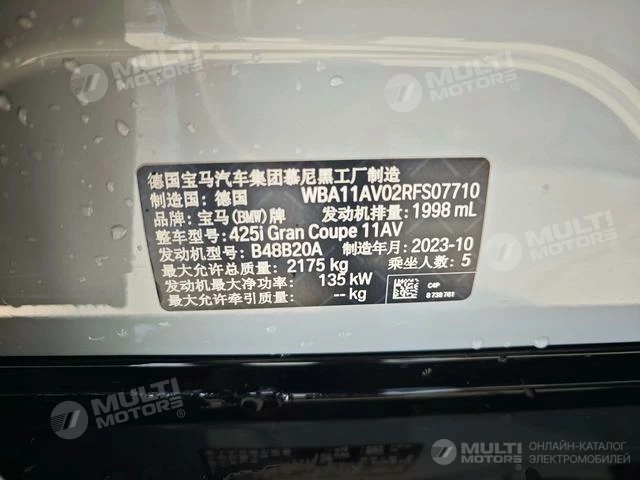 德国宝马汽车集团慕尼黑工厂制造
制造国: 德国 WBA11AV02RFS07710
品牌: 宝马(BMW)牌 发动机排量: 1998 mL
整车型号: 425i Gran Coupe 11AV
发动机型号: B48B20A 制造年月: 2023-10
最大允许总质量: 2175 kg 乘坐人数: 5
发动机最大净功率: 135 kW
最大允许牵引质量: -- kg
C4P
8 738 761
MULTI MOTORS
MULTI MOTORS
MULTI MOTORS
MULTI MOTORS
MULTI MOTORS
MULTI MOTORS ОНЛАЙН-КАТАЛОГ ЭЛЕКТРОМОБИЛЕЙ